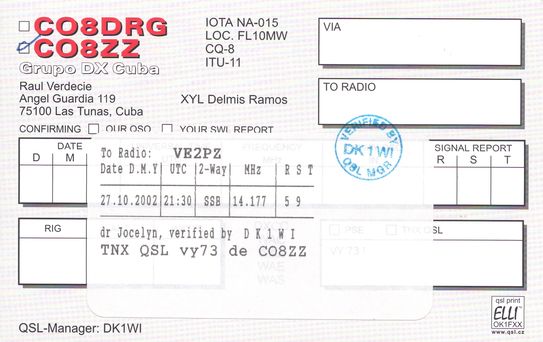 CO8DRG
CO8ZZ
Grupo DX Cuba
IOTA NA-015
LOC. FL10MW
CQ-8
ITU-11
VIA
Raul Verdecie
Angel Guardia 119
75100 Las Tunas, Cuba
XYL Delmis Ramos
TO RADIO
CONFIRMING OUR QSO YOUR SWL REPORT
VERIFIED BY
DK1WI
QSL MGR
DATE
D M
SIGNAL REPORT
R S T
To Radio: VE2PZ
Date D.M.Y UTC 2-Way MHz R S T
27.10.2002 21:30 SSB 14.177 5 9
dr Jocelyn, verified by D K 1 W I
TNX QSL vy73 de CO8ZZ
RIG
PSE TNX QSL
VY 73 !
WAE
WAS
QSL-Manager: DK1WI
qsl print
ELLI
OK1FXX
www.qsl.cz